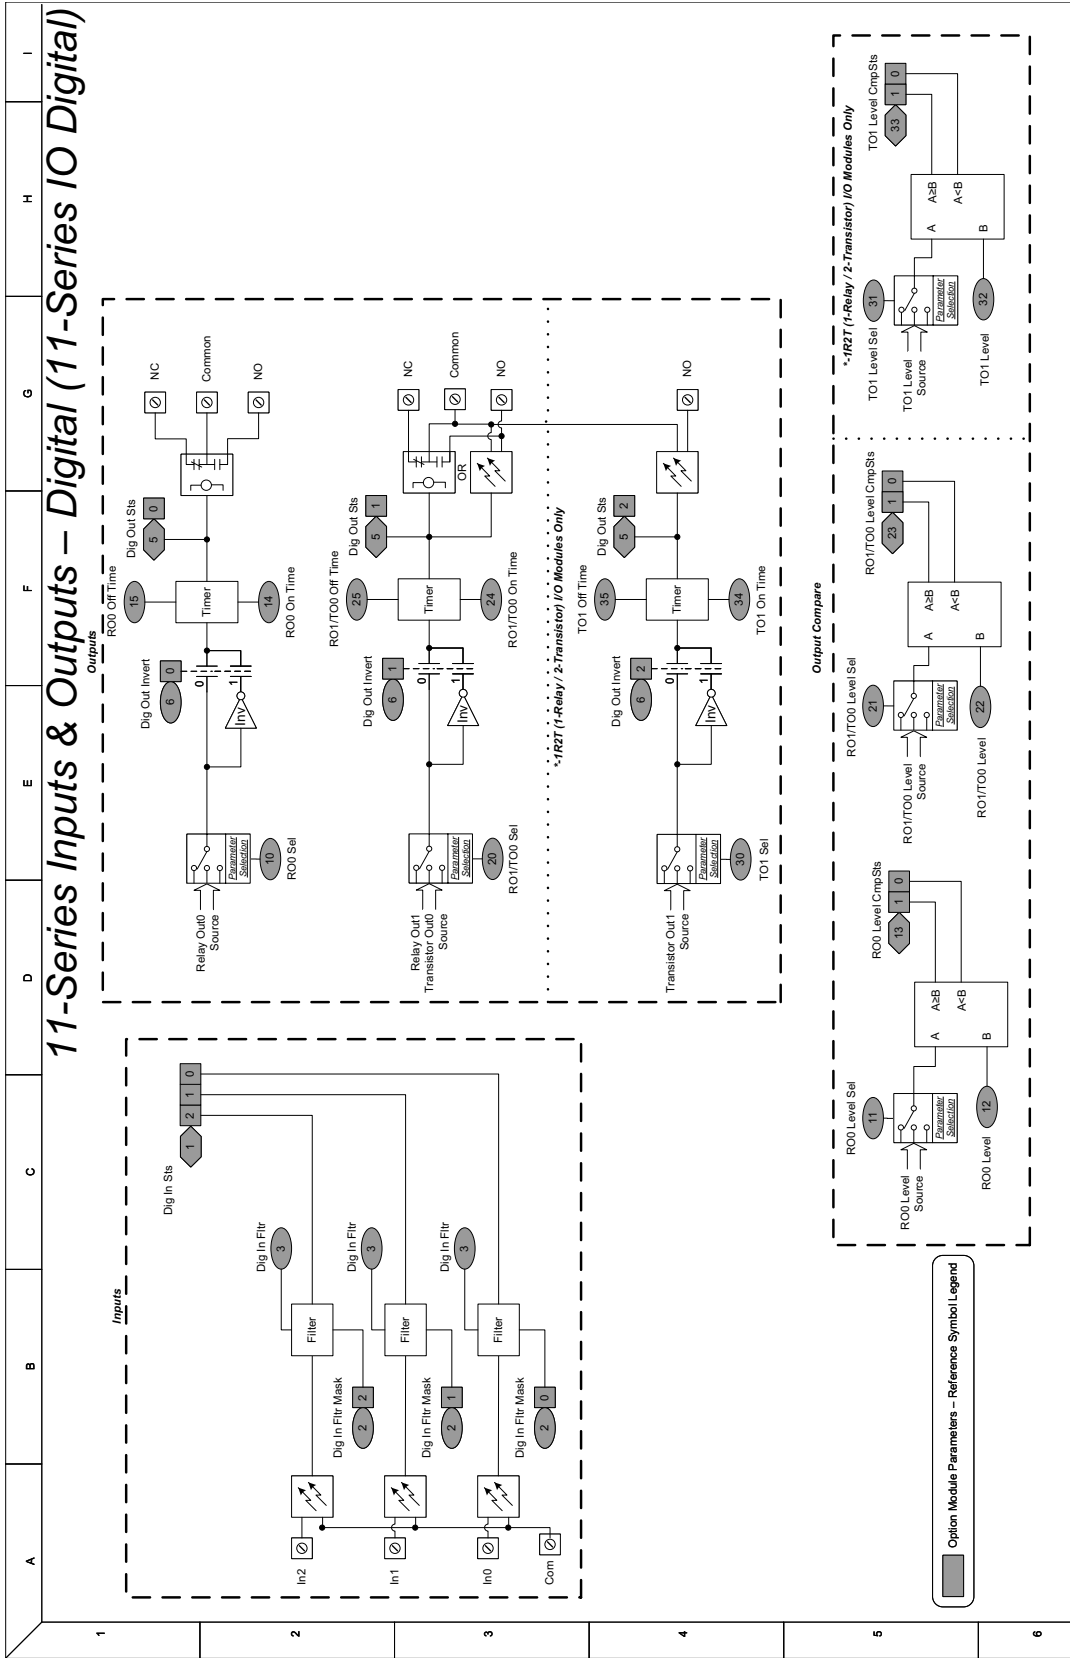 A
B
C
D
E
F
G
H
I
1
2
3
4
5
6
11-Series Inputs & Outputs – Digital (11-Series IO Digital)
Inputs
Dig In Sts
1
2
1
0
In2
Filter
Dig In Fltr
3
Dig In Fltr Mask
2
2
In1
Filter
Dig In Fltr
3
Dig In Fltr Mask
2
1
In0
Filter
Dig In Fltr
3
Dig In Fltr Mask
2
0
Com
Outputs
Relay Out0
Source
Parameter
Selection
10
RO0 Sel
Inv
Dig Out Invert
6
0
0
1
RO0 Off Time
15
Timer
14
RO0 On Time
Dig Out Sts
5
0
NC
Common
NO
Relay Out1
Transistor Out0
Source
Parameter
Selection
20
RO1/TO0 Sel
Inv
Dig Out Invert
6
1
0
1
RO1/TO0 Off Time
25
Timer
24
RO1/TO0 On Time
Dig Out Sts
5
1
OR
NC
Common
NO
*-1R2T (1-Relay / 2-Transistor) I/O Modules Only
Transistor Out1
Source
Parameter
Selection
30
TO1 Sel
Inv
Dig Out Invert
6
2
0
1
TO1 Off Time
35
Timer
34
TO1 On Time
Dig Out Sts
5
2
NO
Output Compare
RO0 Level Sel
11
RO0 Level
Source
Parameter
Selection
12
RO0 Level
A
B
A≥B
A<B
RO0 Level CmpSts
13
1
0
RO1/TO0 Level Sel
21
RO1/TO0 Level
Source
Parameter
Selection
22
RO1/TO0 Level
A
B
A≥B
A<B
RO1/TO0 Level CmpSts
23
1
0
*-1R2T (1-Relay / 2-Transistor) I/O Modules Only
TO1 Level Sel
31
TO1 Level
Source
Parameter
Selection
32
TO1 Level
A
B
A≥B
A<B
TO1 Level CmpSts
33
1
0
Option Module Parameters – Reference Symbol Legend